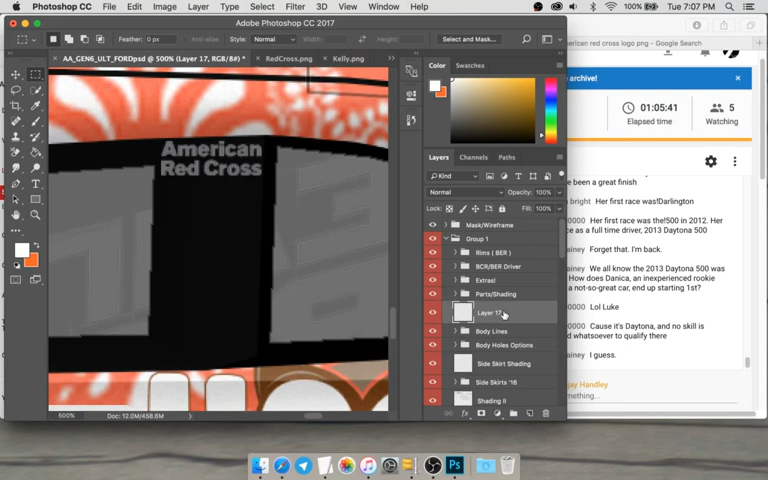 Photoshop CC File Edit Image Layer Type Select Filter 3D View Window Help 100% Tue 7:07 PM
Adobe Photoshop CC 2017
Feather: 0 px Anti-alias Style: Normal Width: Height: Select and Mask...
AA_GEN6_ULT_FORDpsd @ 500% (Layer 17, RGB/8#) * RedCross.png Kelly.png
American
Red Cross
500% Doc: 12.0M/458.6M
Color Swatches
Layers Channels Paths
Kind
Normal Opacity: 100%
Lock: Fill: 100%
Mask/Wireframe
Group 1
Rims ( BER )
BCR/BER Driver
Extras!
Parts/Shading
Layer 17
Body Lines
Body Holes Options
Side Skirt Shading
Side Skirts '16
Shading II
erican red cross logo png - Google Search
archive!
01:05:41 5
Elapsed time Watching
been a great finish
bright Her first race was!Darlington
Her first race was the!500 in 2012. Her
ce as a full time driver, 2013 Daytona 500
ainey Forget that. I'm back.
ainey We all know the 2013 Daytona 500 was
How does Danica, an inexperienced rookie
a not-so-great car, end up starting 1st?
ainey Lol Luke
ainey Cause it's Daytona, and no skill is
d whatsoever to qualify there
ainey I guess.
jay Handley
mething...
Ps